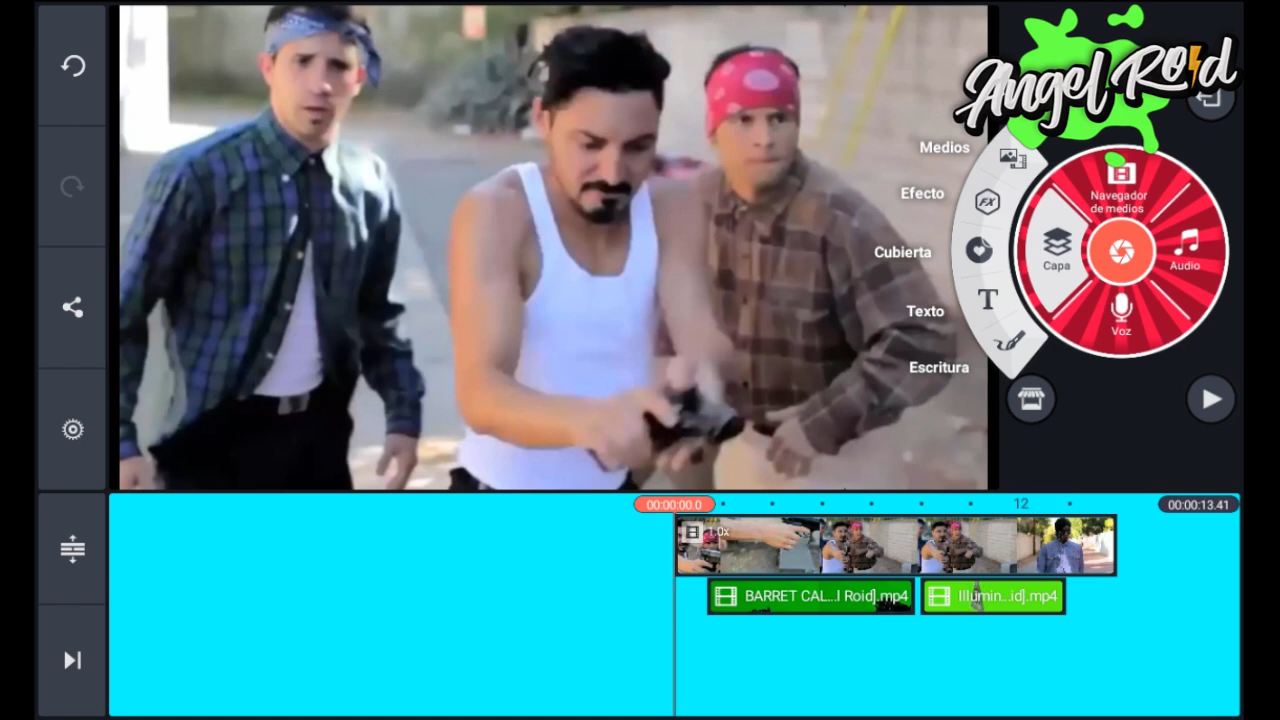 Angel Roid
Medios
Efecto
Cubierta
Texto
Escritura
FX
T
Navegador
de medios
Capa
Audio
Voz
00:00:00.0
12
00:00:13.41
1.0x
BARRET CAL...l Roid].mp4
Illumin...id].mp4